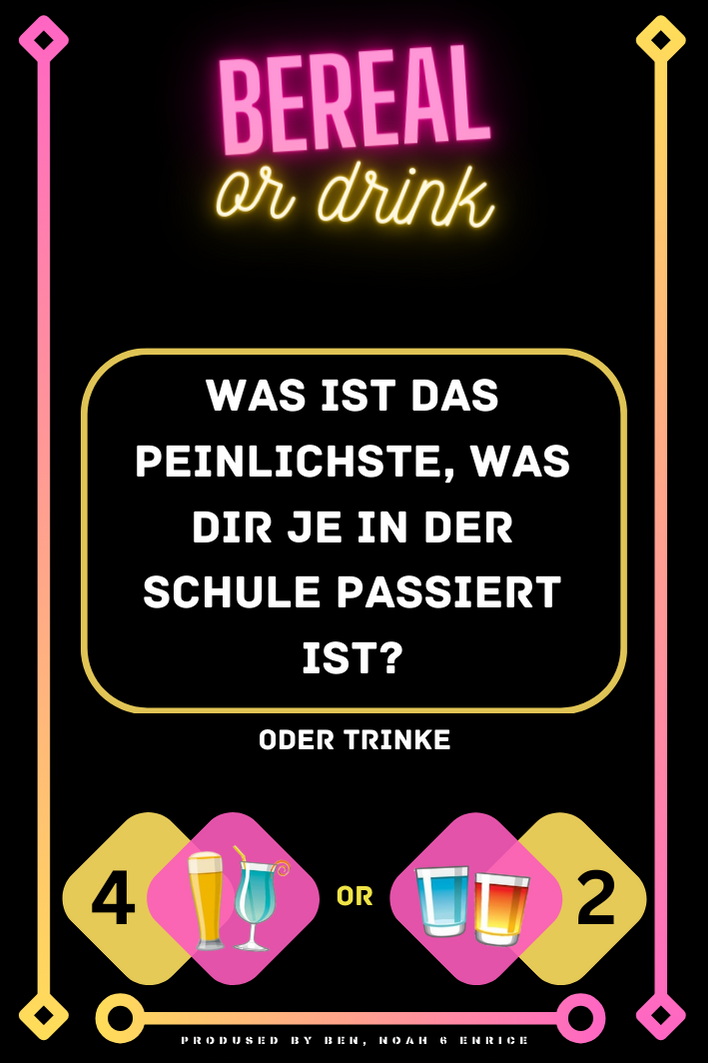 BEREAL
or drink
WAS IST DAS
PEINLICHSTE, WAS
DIR JE IN DER
SCHULE PASSIERT
IST?
ODER TRINKE
4 OR 2
PRODUSED BY BEN, NOAH & ENRICE